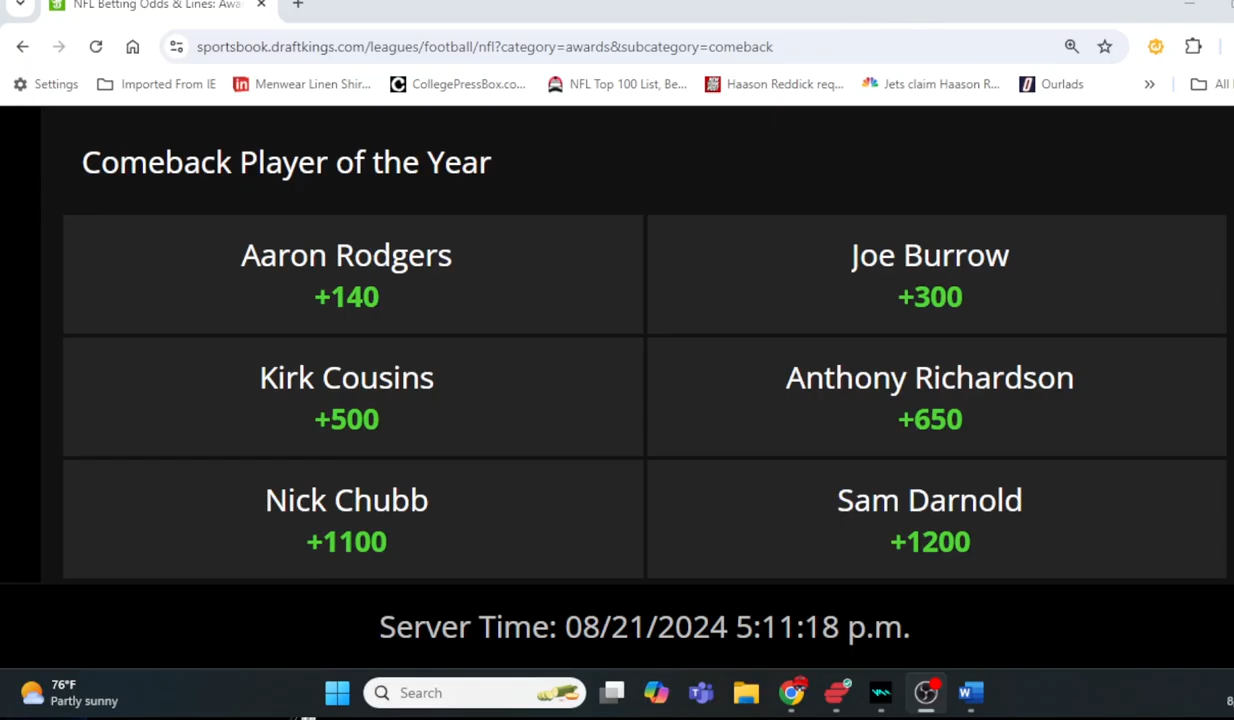 NFL Betting Odds & Lines: Awa
sportsbook.draftkings.com/leagues/football/nfl?category=awards&subcategory=comeback
Settings Imported From IE Menwear Linen Shir... CollegePressBox.co... NFL Top 100 List, Be... Haason Reddick req... Jets claim Haason R... Ourlads » All
Comeback Player of the Year
Aaron Rodgers
+140
Joe Burrow
+300
Kirk Cousins
+500
Anthony Richardson
+650
Nick Chubb
+1100
Sam Darnold
+1200
Server Time: 08/21/2024 5:11:18 p.m.
76°F
Partly sunny
Search
8